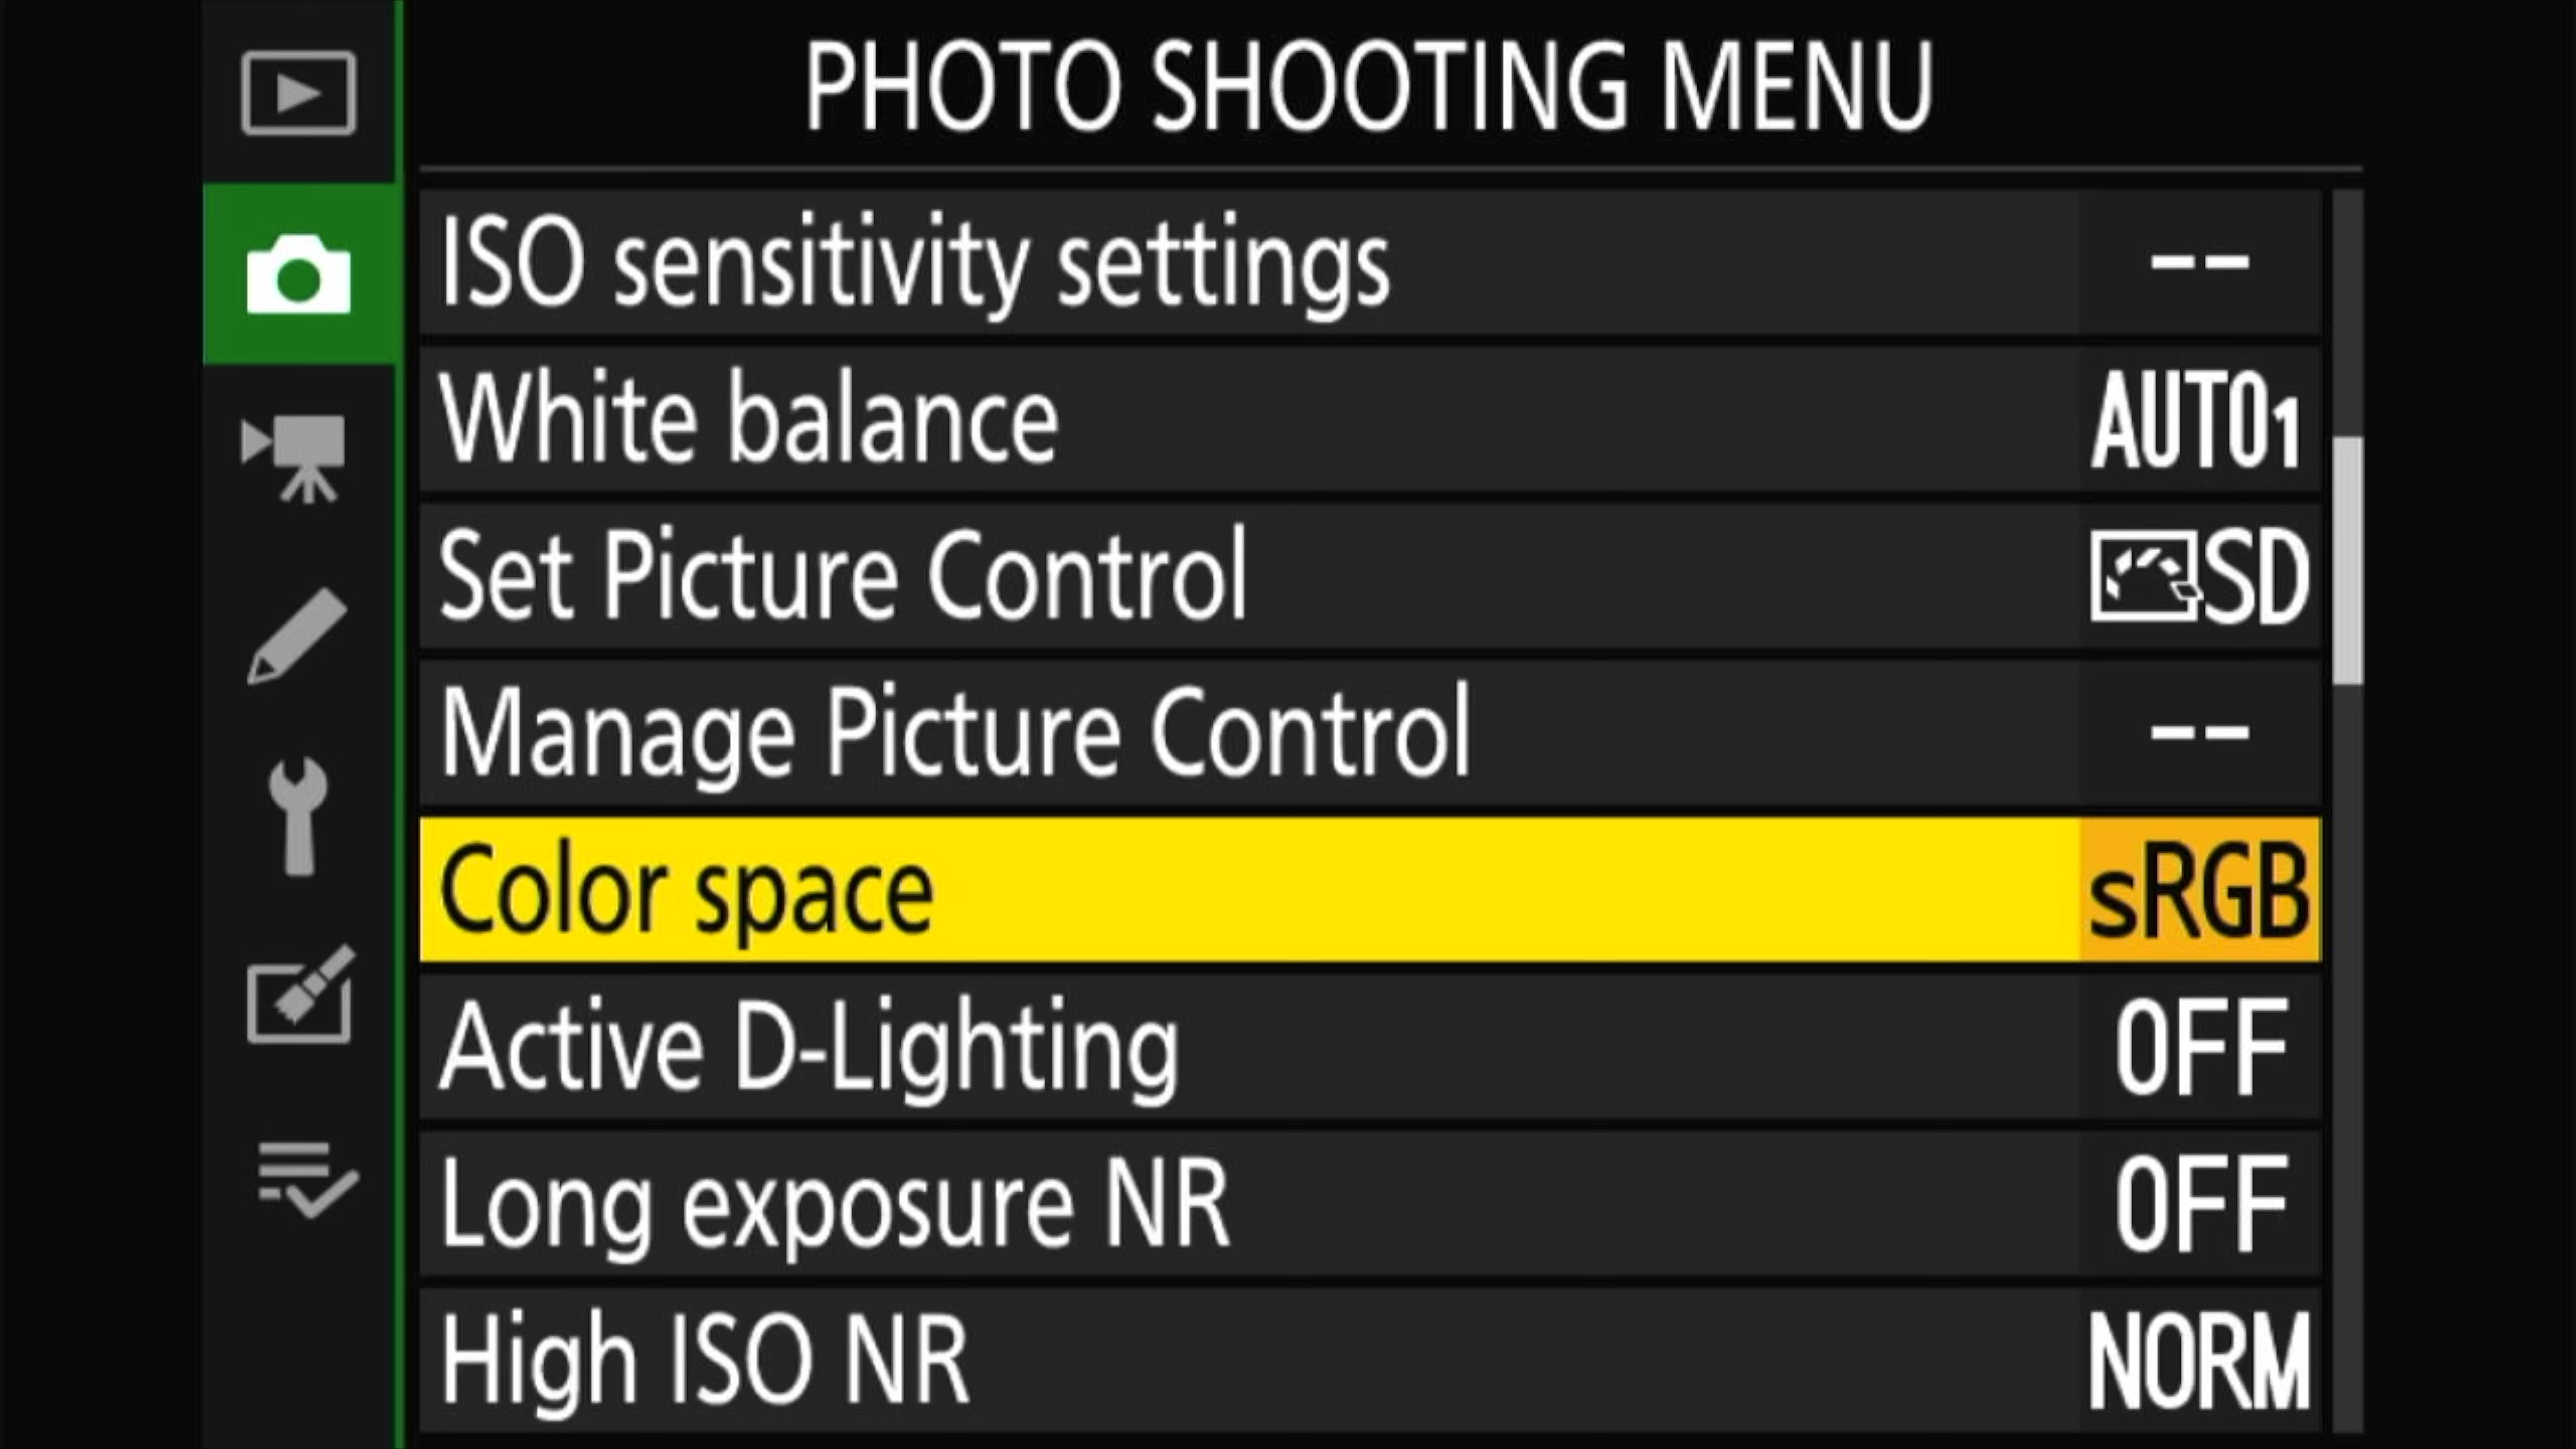 PHOTO SHOOTING MENU
ISO sensitivity settings --
White balance AUTO1
Set Picture Control SD
Manage Picture Control --
Color space sRGB
Active D-Lighting OFF
Long exposure NR OFF
High ISO NR NORM